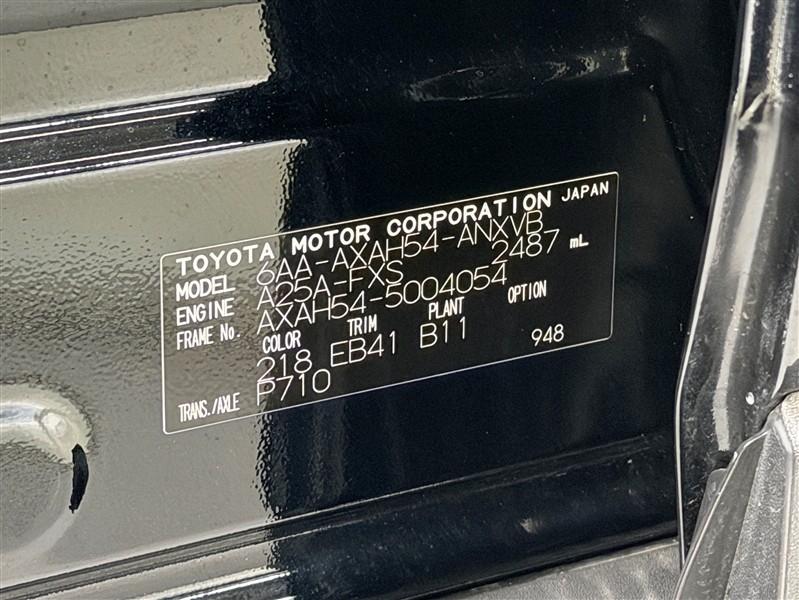 TOYOTA MOTOR CORPORATION JAPAN
MODEL 6AA-AXAH54-ANXVB
ENGINE A25A-FXS 2487 mL
FRAME No. AXAH54-5004054
COLOR TRIM PLANT OPTION
218 EB41 B11 948
TRANS./AXLE P710